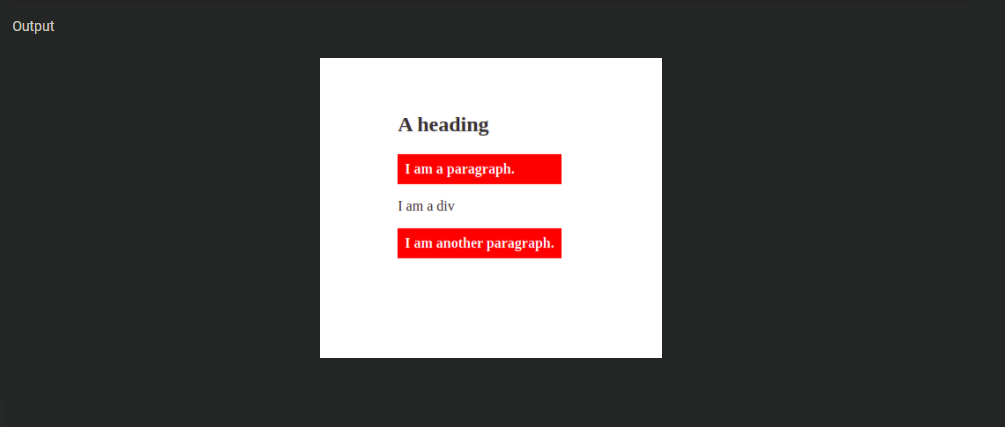 Output
A heading
I am a paragraph.
I am a div
I am another paragraph.